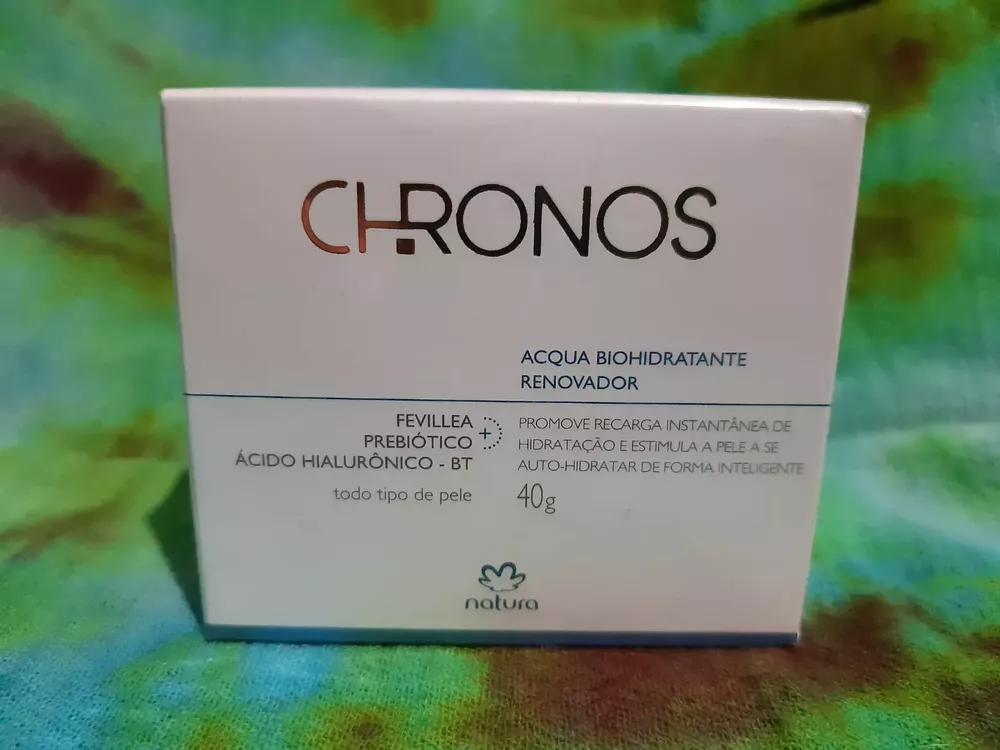 CHRONOS
ACQUA BIOHIDRATANTE
RENOVADOR
FEVILLEA
PREBIÓTICO +
ÁCIDO HIALURÔNICO - BT
todo tipo de pele
PROMOVE RECARGA INSTANTÂNEA DE
HIDRATAÇÃO E ESTIMULA A PELE A SE
AUTO-HIDRATAR DE FORMA INTELIGENTE
40g
natura